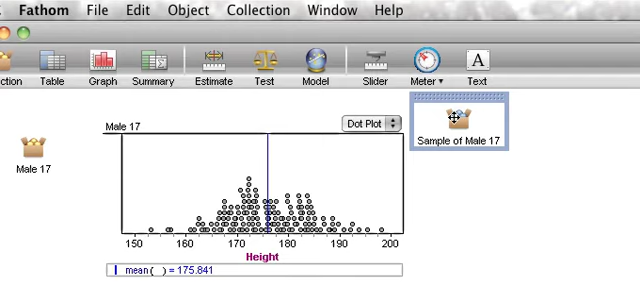 Fathom File Edit Object Collection Window Help
ction Table Graph Summary Estimate Test Model Slider Meter Text
A
Male 17 Dot Plot
Sample of Male 17
Male 17
150 160 170 180 190 200
Height
mean( ) = 175.841